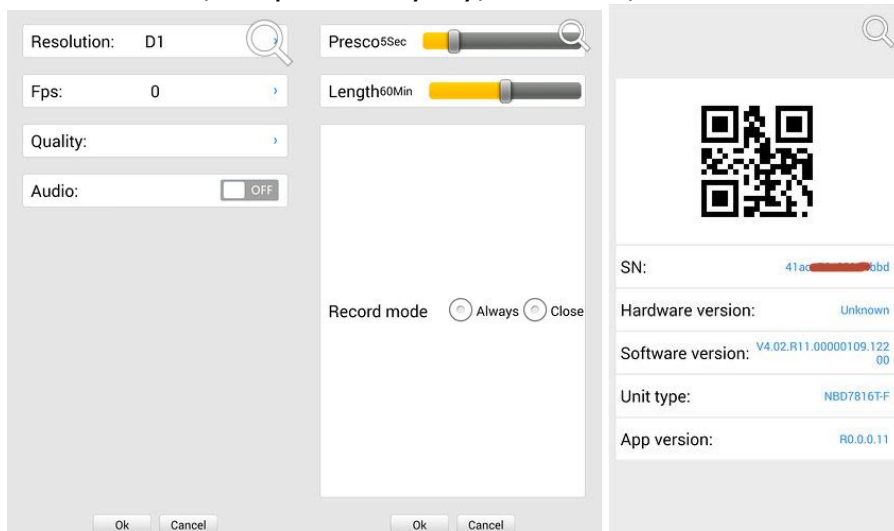 Resolution: D1
Fps: 0
Quality:
Audio: OFF
Ok Cancel
Presco5Sec
Length60Min
Record mode Always Close
Ok Cancel
SN: 41ac bbd
Hardware version: Unknown
Software version: V4.02.R11.00000109.122
00
Unit type: NBD7816T-F
App version: R0.0.0.11